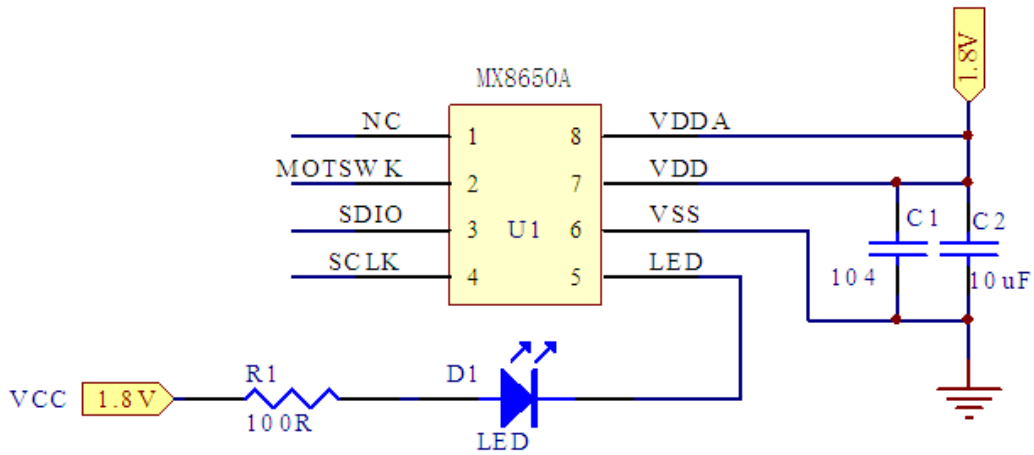 1.8V
MX8650A
NC 1 8 VDDA
MOTSWK 2 7 VDD
SDIO 3 U1 6 VSS C1 C2
SCLK 4 5 LED 104 10uF
R1 D1
VCC 1.8V
100R LED